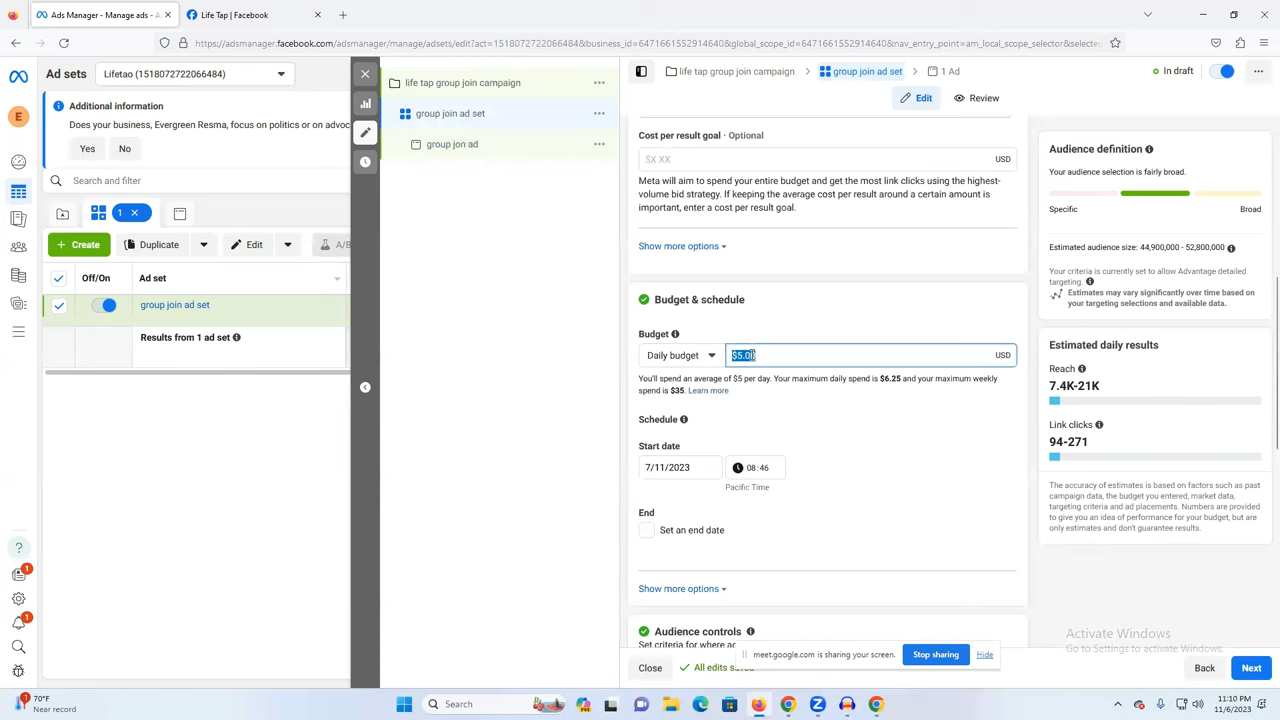 Ads Manager - Manage ads - A
Life Tap | Facebook
https://adsmanager.facebook.com/adsmanager/manage/adsets/edit?act=1518072722066484&business_id=6471661552914640&global_scope_id=6471661552914640&nav_entry_point=am_local_scope_selector&selecte
Ad sets
Lifetao (1518072722066484)
Additional information
Does your business, Evergreen Resma, focus on politics or an advoc
Yes
No
Search and filter
1
Create
Duplicate
Edit
A/B
Off/On
Ad set
group join ad set
Results from 1 ad set
E
1
1
life tap group join campaign
group join ad set
group jon ad
life tap group join campaign
group join ad set
1 Ad
In draft
Edit
Review
Cost per result goal · Optional
$X.XX
USD
Meta will aim to spend your entire budget and get the most link clicks using the highest-
volume bid strategy. If keeping the average cost per result around a certain amount is
important, enter a cost per result goal.
Show more options
Budget & schedule
Budget
Daily budget
$5.00
USD
You'll spend an average of $5 per day. Your maximum daily spend is $6.25 and your maximum weekly
spend is $35. Learn more
Schedule
Start date
7/11/2023
08:46
Pacific Time
End
Set an end date
Show more options
Audience controls
Set criteria for where ad
Close
All edits saved
meet.google.com is sharing your screen.
Stop sharing
Hide
Back
Next
Audience definition
Your audience selection is fairly broad.
Specific
Broad
Estimated audience size: 44,900,000 - 52,800,000
Your criteria is currently set to allow Advantage detailed
targeting.
Estimates may vary significantly over time based on
your targeting selections and available data.
Estimated daily results
Reach
7.4K-21K
Link clicks
94-271
The accuracy of estimates is based on factors such as past
campaign data, the budget you entered, market data,
targeting criteria and ad placements. Numbers are provided
to give you an idea of performance for your budget, but are
only estimates and don't guarantee results.
Activate Windows
Go to Settings to activate Windows.
1
70°F
Near record
Search
11:10 PM
11/6/2023